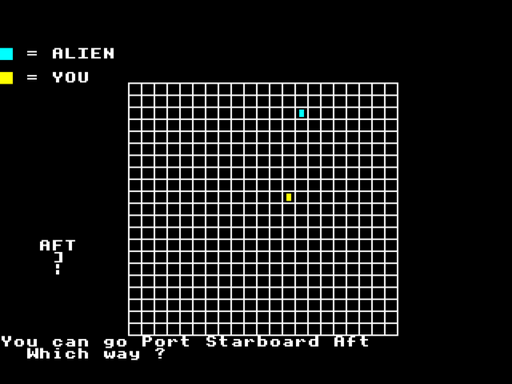 = ALIEN
= YOU
AFT
You can go Port Starboard Aft
Which way ?